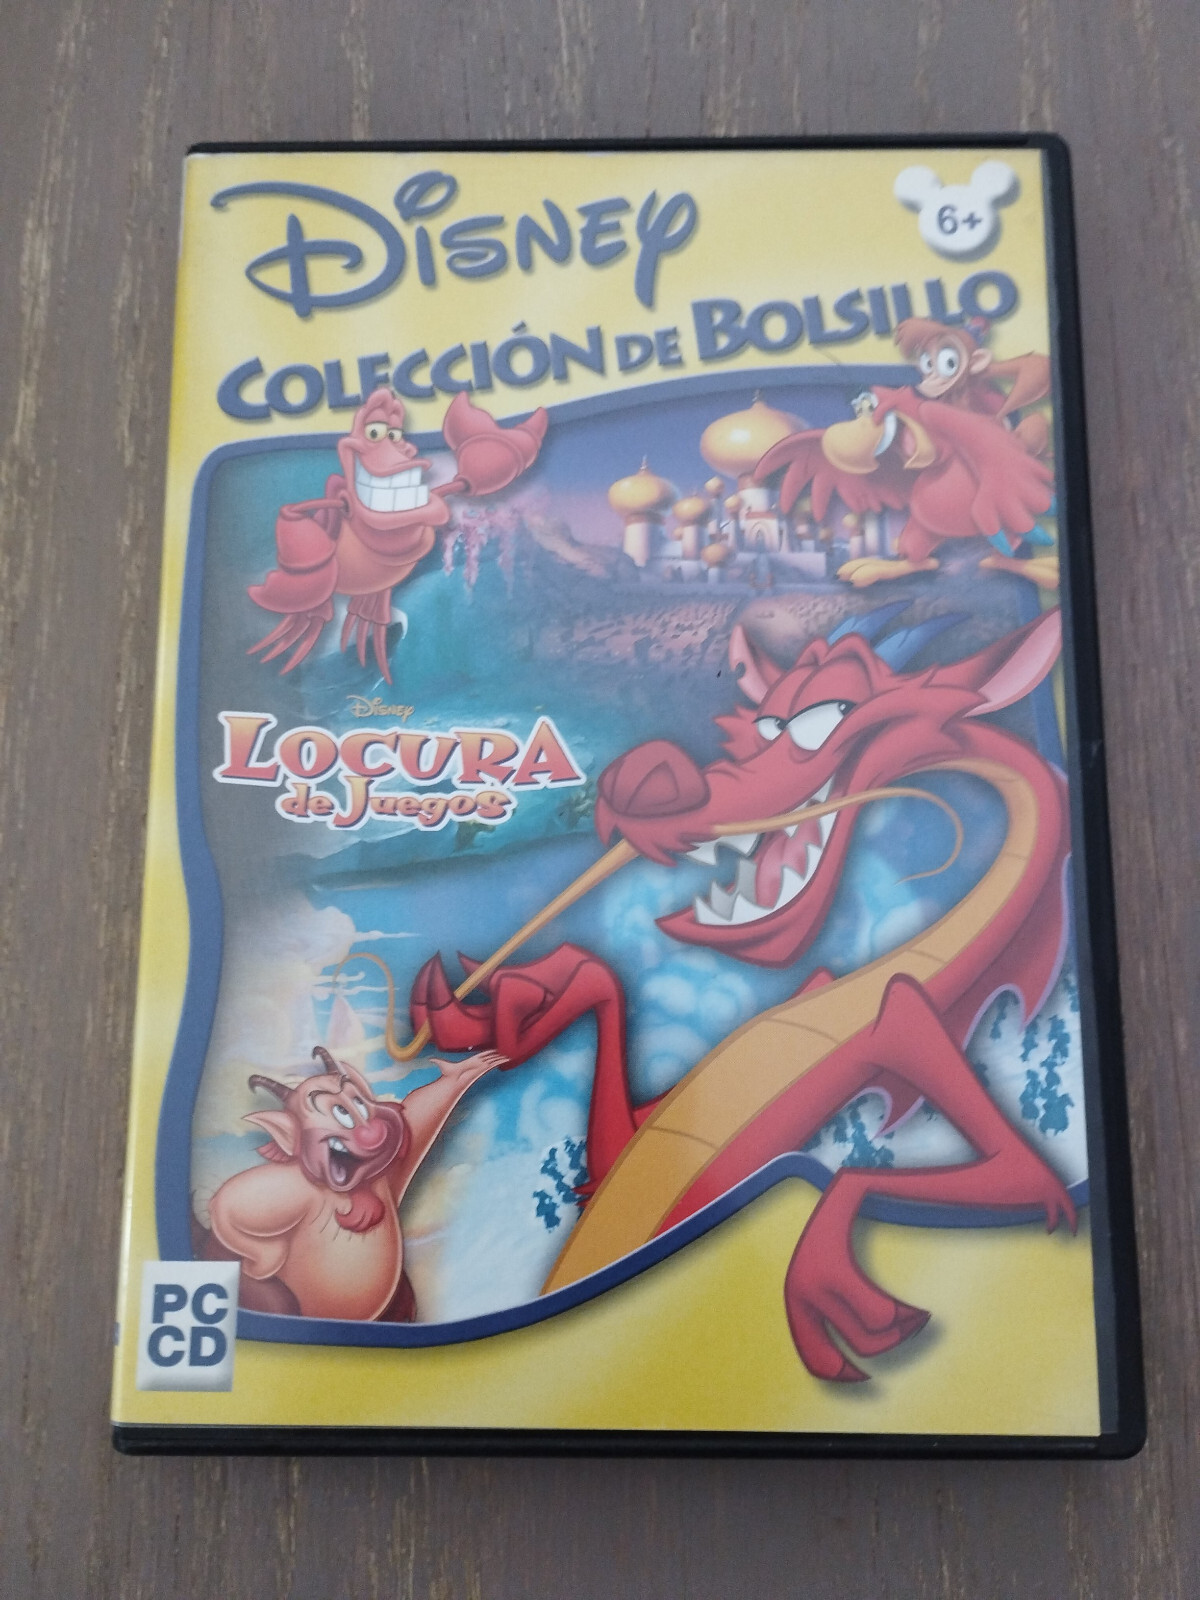 DISNEY
6+
COLECCIÓN DE BOLSILLO
DISNEY
LOCURA
de Juegos
PC
CD